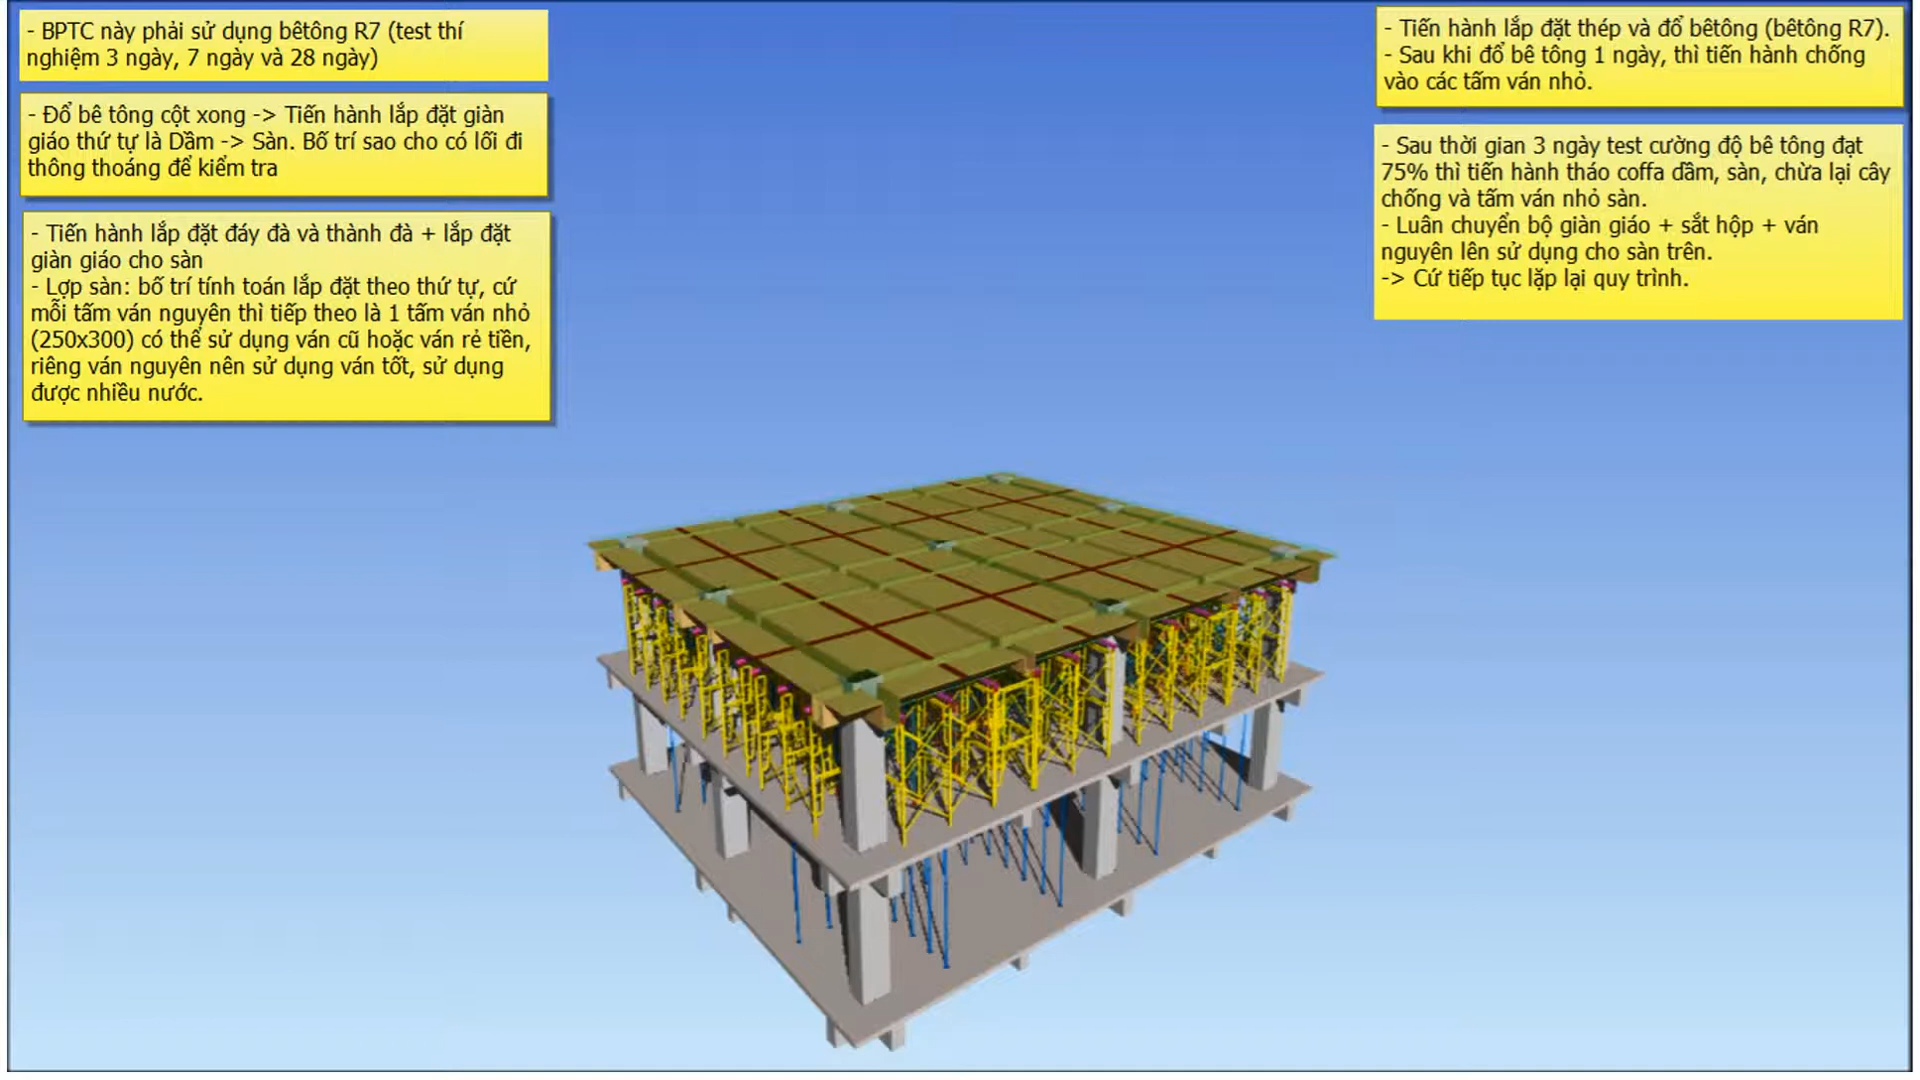 - BPTC này phải sử dụng bêtông R7 (test thí
nghiệm 3 ngày, 7 ngày và 28 ngày)
- Đổ bê tông cột xong -> Tiến hành lắp đặt giàn
giáo thứ tự là Dầm -> Sàn. Bố trí sao cho có lối đi
thông thoáng để kiểm tra
- Tiến hành lắp đặt đáy đà và thành đà + lắp đặt
giàn giáo cho sàn
- Lợp sàn: bố trí tính toán lắp đặt theo thứ tự, cứ
mỗi tấm ván nguyên thì tiếp theo là 1 tấm ván nhỏ
(250x300) có thể sử dụng ván cũ hoặc ván rẻ tiền,
riêng ván nguyên nên sử dụng ván tốt, sử dụng
được nhiều nước.
- Tiến hành lắp đặt thép và đổ bêtông (bêtông R7).
- Sau khi đổ bê tông 1 ngày, thì tiến hành chống
vào các tấm ván nhỏ.
- Sau thời gian 3 ngày test cường độ bê tông đạt
75% thì tiến hành tháo coffa dầm, sàn, chừa lại cây
chống và tấm ván nhỏ sàn.
- Luân chuyển bộ giàn giáo + sắt hộp + ván
nguyên lên sử dụng cho sàn trên.
-> Cứ tiếp tục lặp lại quy trình.